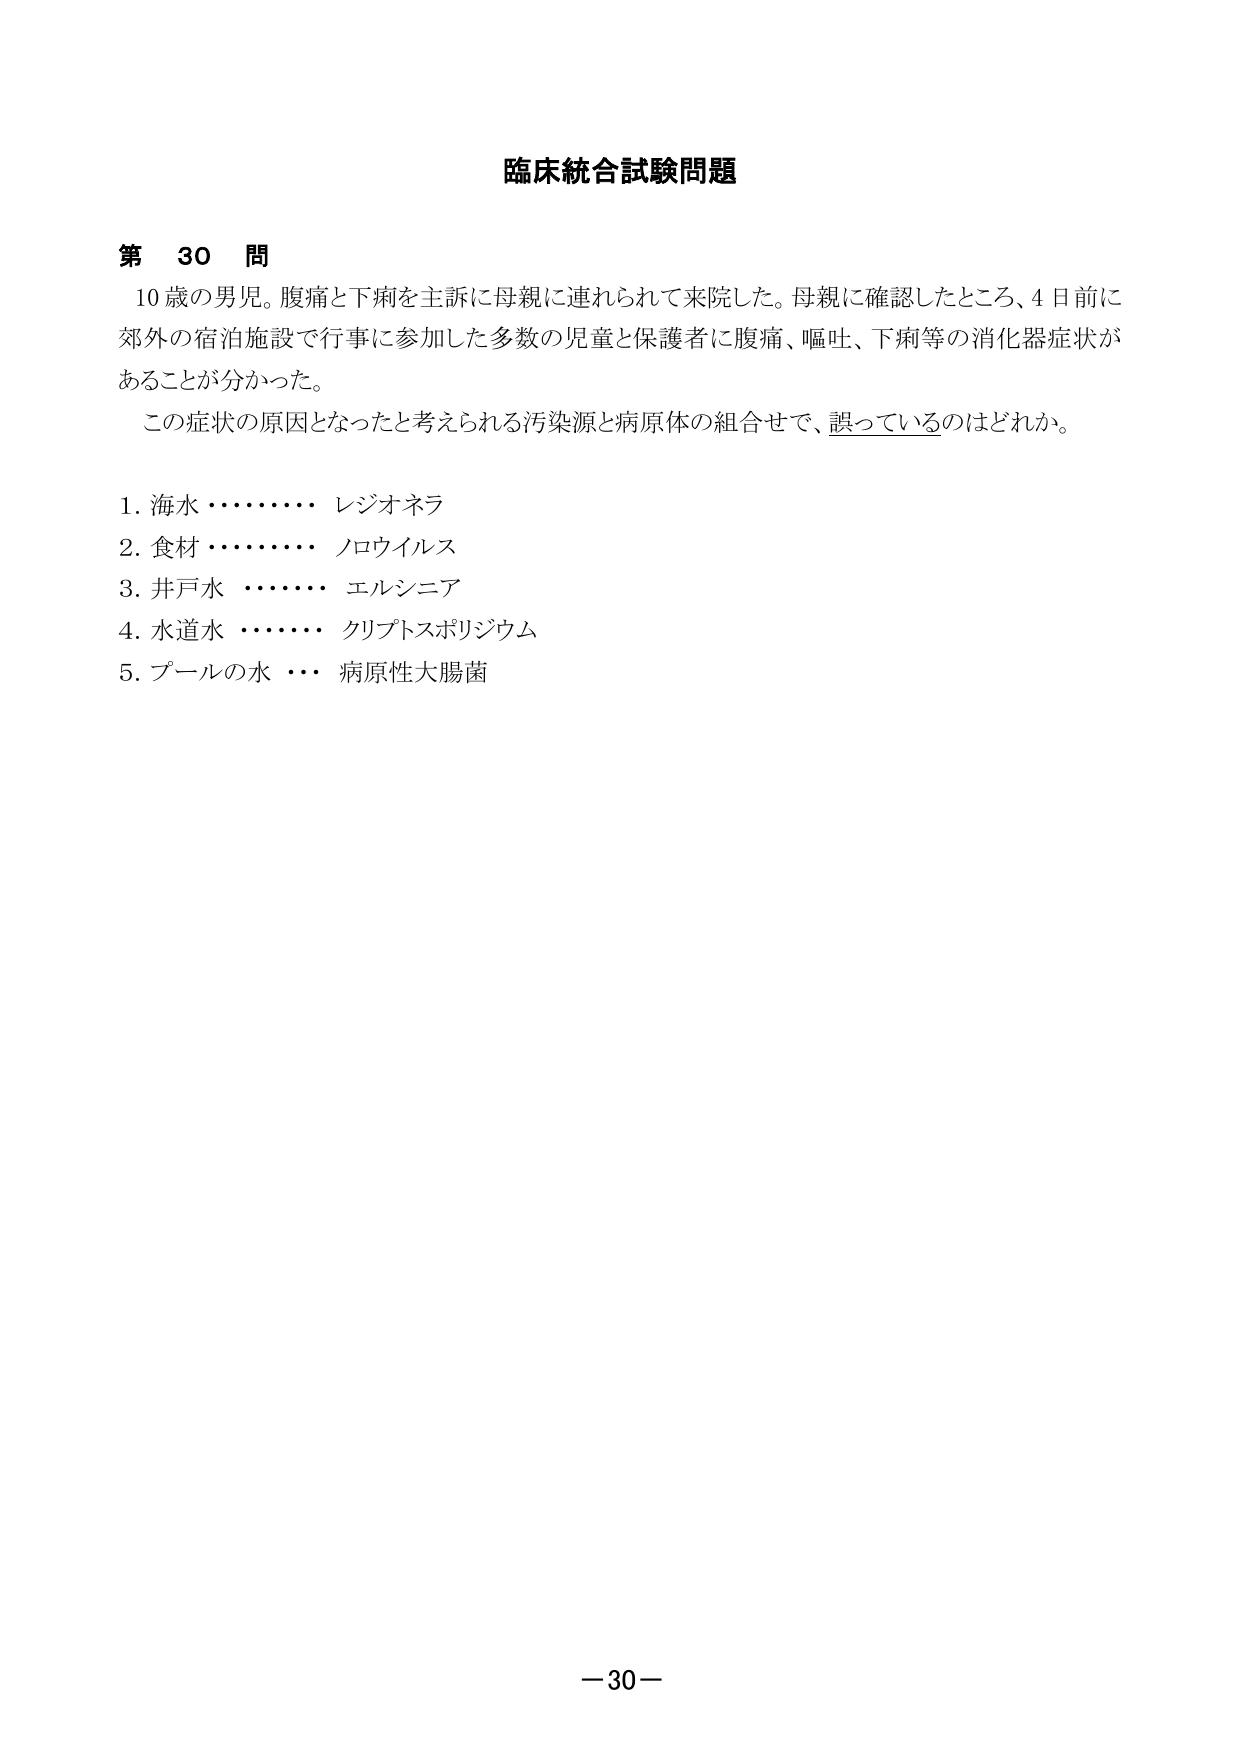 臨床統合試験問題
第 30 問
10歳の男児。腹痛と下痢を主訴に母親に連れられて来院した。母親に確認したところ、4日前に
郊外の宿泊施設で行事に参加した多数の児童と保護者に腹痛、嘔吐、下痢等の消化器症状が
あることが分かった。
この症状の原因となったと考えられる汚染源と病原体の組合せで、誤っているのはどれか。
1. 海水 ・・・・・・・・・ レジオネラ
2. 食材 ・・・・・・・・・ ノロウイルス
3. 井戸水 ・・・・・・・ エルシニア
4. 水道水 ・・・・・・・ クリプトスポリジウム
5. プールの水 ・・・ 病原性大腸菌
－30－